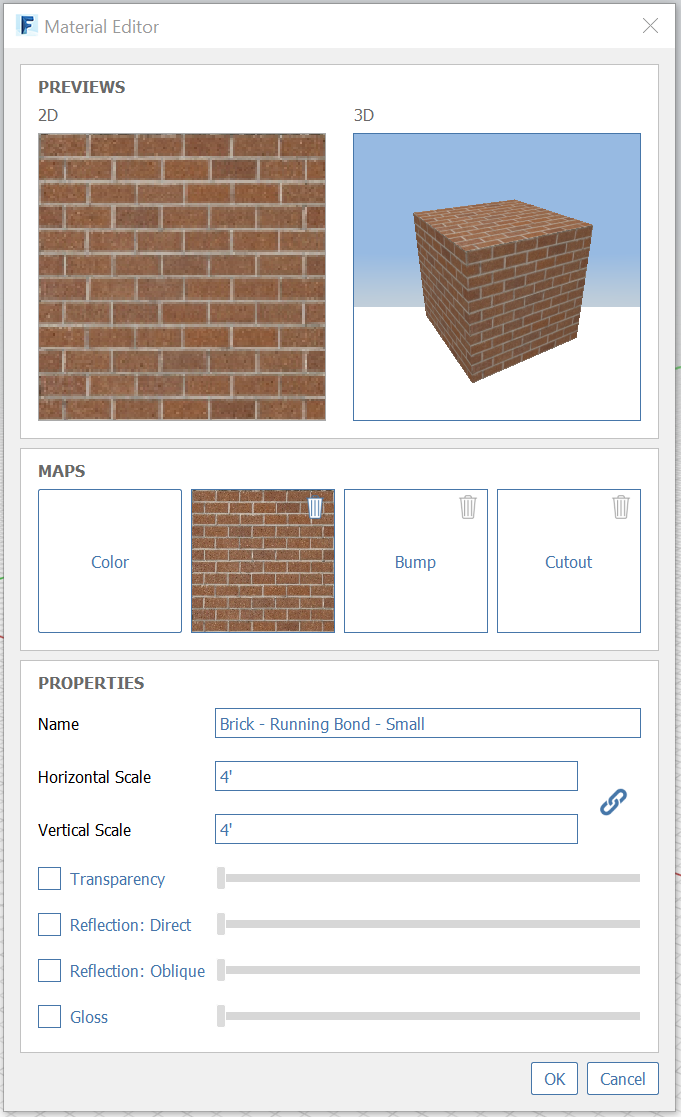 Material Editor
PREVIEWS
2D 3D
MAPS
Color Bump Cutout
PROPERTIES
Name Brick - Running Bond - Small
Horizontal Scale 4'
Vertical Scale 4'
Transparency
Reflection: Direct
Reflection: Oblique
Gloss
OK Cancel